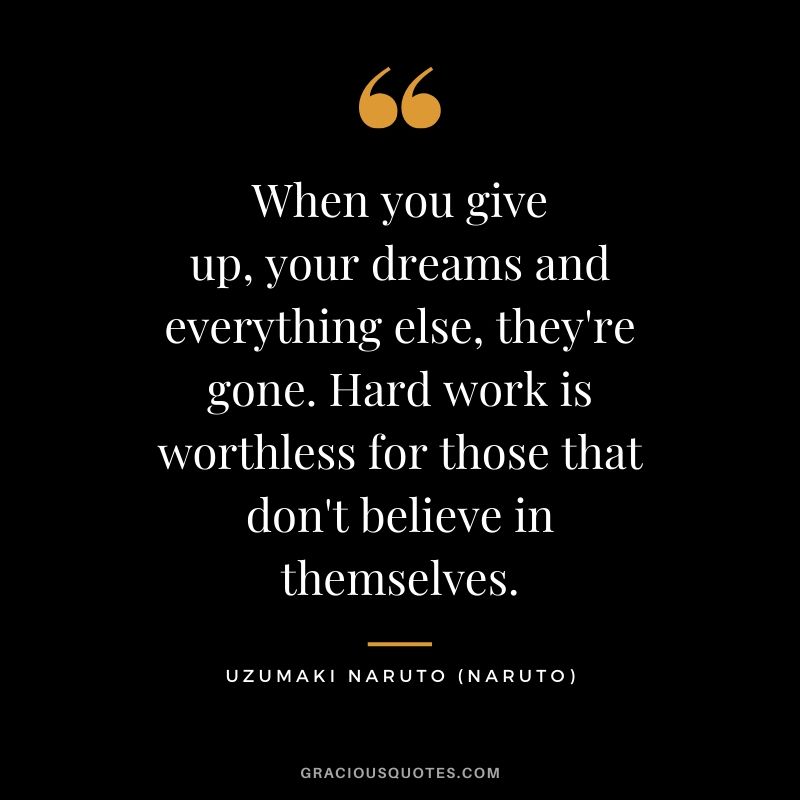 “
When you give
up, your dreams and
everything else, they're
gone. Hard work is
worthless for those that
don't believe in
themselves.
UZUMAKI NARUTO (NARUTO)
GRACIOUSQUOTES.COM